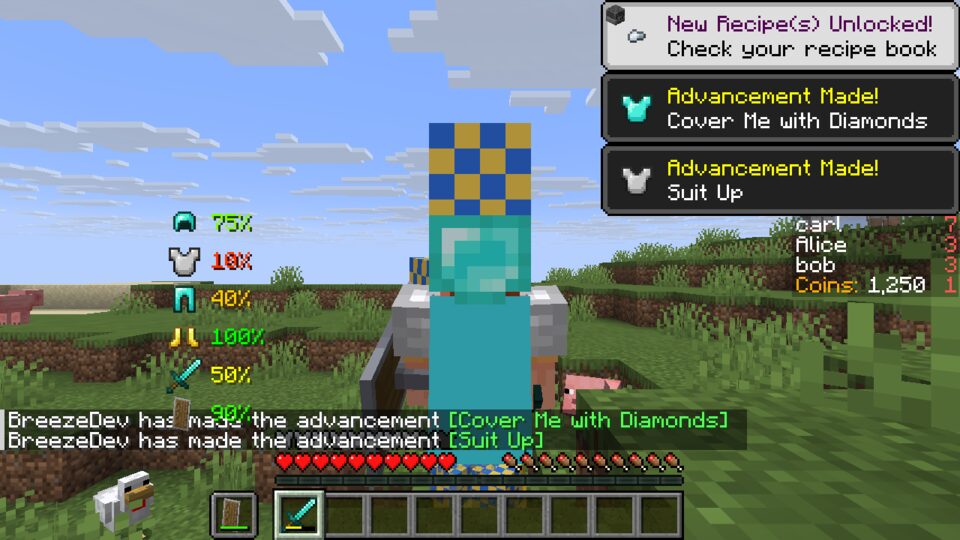 New Recipe(s) Unlocked!
Check your recipe book
Advancement Made!
Cover Me with Diamonds
Advancement Made!
Suit Up
carl 7
Alice 3
bob 3
Coins: 1,250 1
75%
10%
40%
100%
50%
90%
BreezeDev has made the advancement [Cover Me with Diamonds]
BreezeDev has made the advancement [Suit Up]